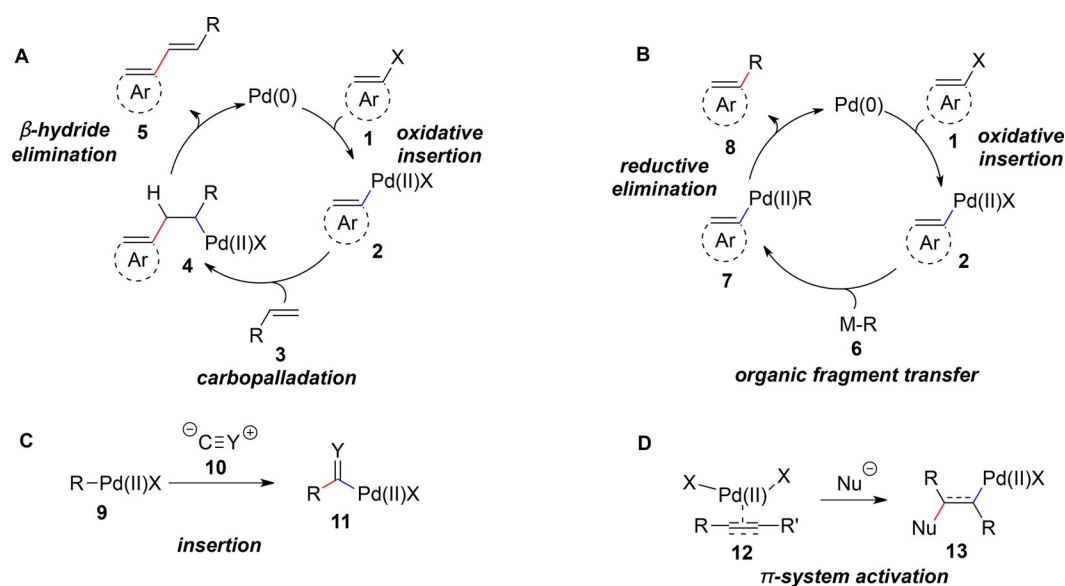 A
R
Ar
5
β-hydride
elimination
Pd(0)
X
Ar
1
oxidative
insertion
H
R
Pd(II)X
Ar
4
Pd(II)X
Ar
2
R
3
carbopalladation
B
R
Ar
8
reductive
elimination
Pd(0)
X
Ar
1
oxidative
insertion
Pd(II)R
Ar
7
Pd(II)X
Ar
2
M-R
6
organic fragment transfer
C
R-Pd(II)X
9
⊖C≡Y⊕
10
Y
R
Pd(II)X
11
insertion
D
X
Pd(II)
X
R
R'
12
Nu⊖
R
Pd(II)X
Nu
R
13
π-system activation